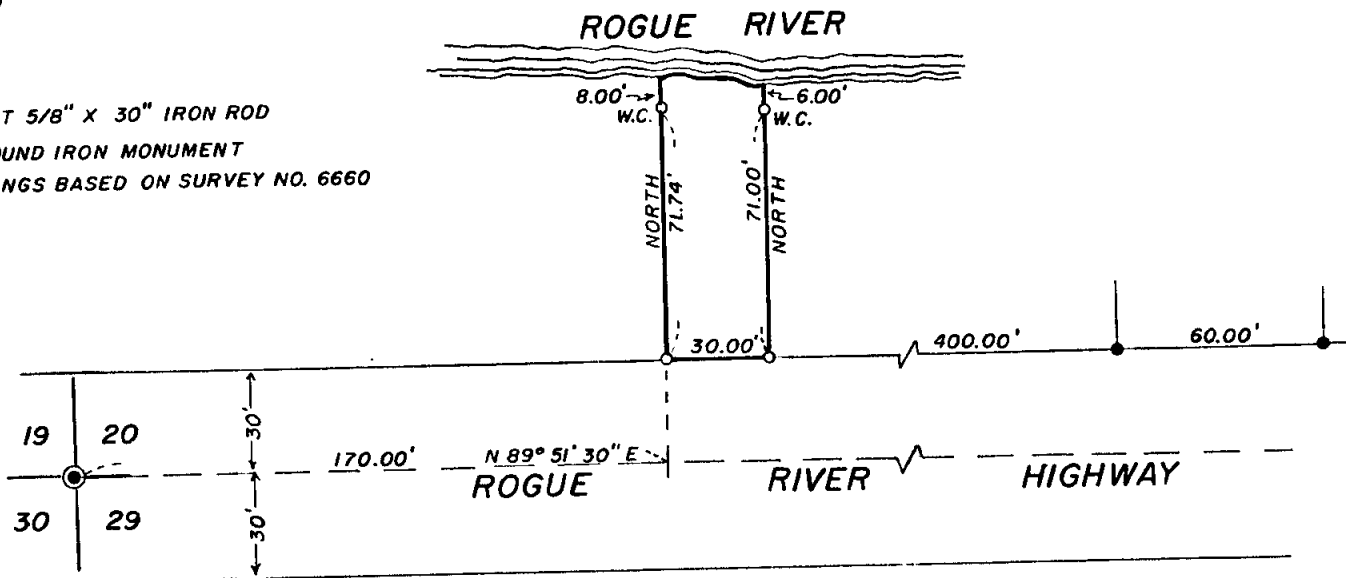 ROGUE RIVER
8.00'
6.00'
W.C.
W.C.
T 5/8" X 30" IRON ROD
OUND IRON MONUMENT
NGS BASED ON SURVEY NO. 6660
NORTH
71.74'
71.00'
NORTH
30.00'
400.00'
60.00'
19 20
30'
170.00'
N 89° 51' 30" E
ROGUE RIVER HIGHWAY
30 29
30'